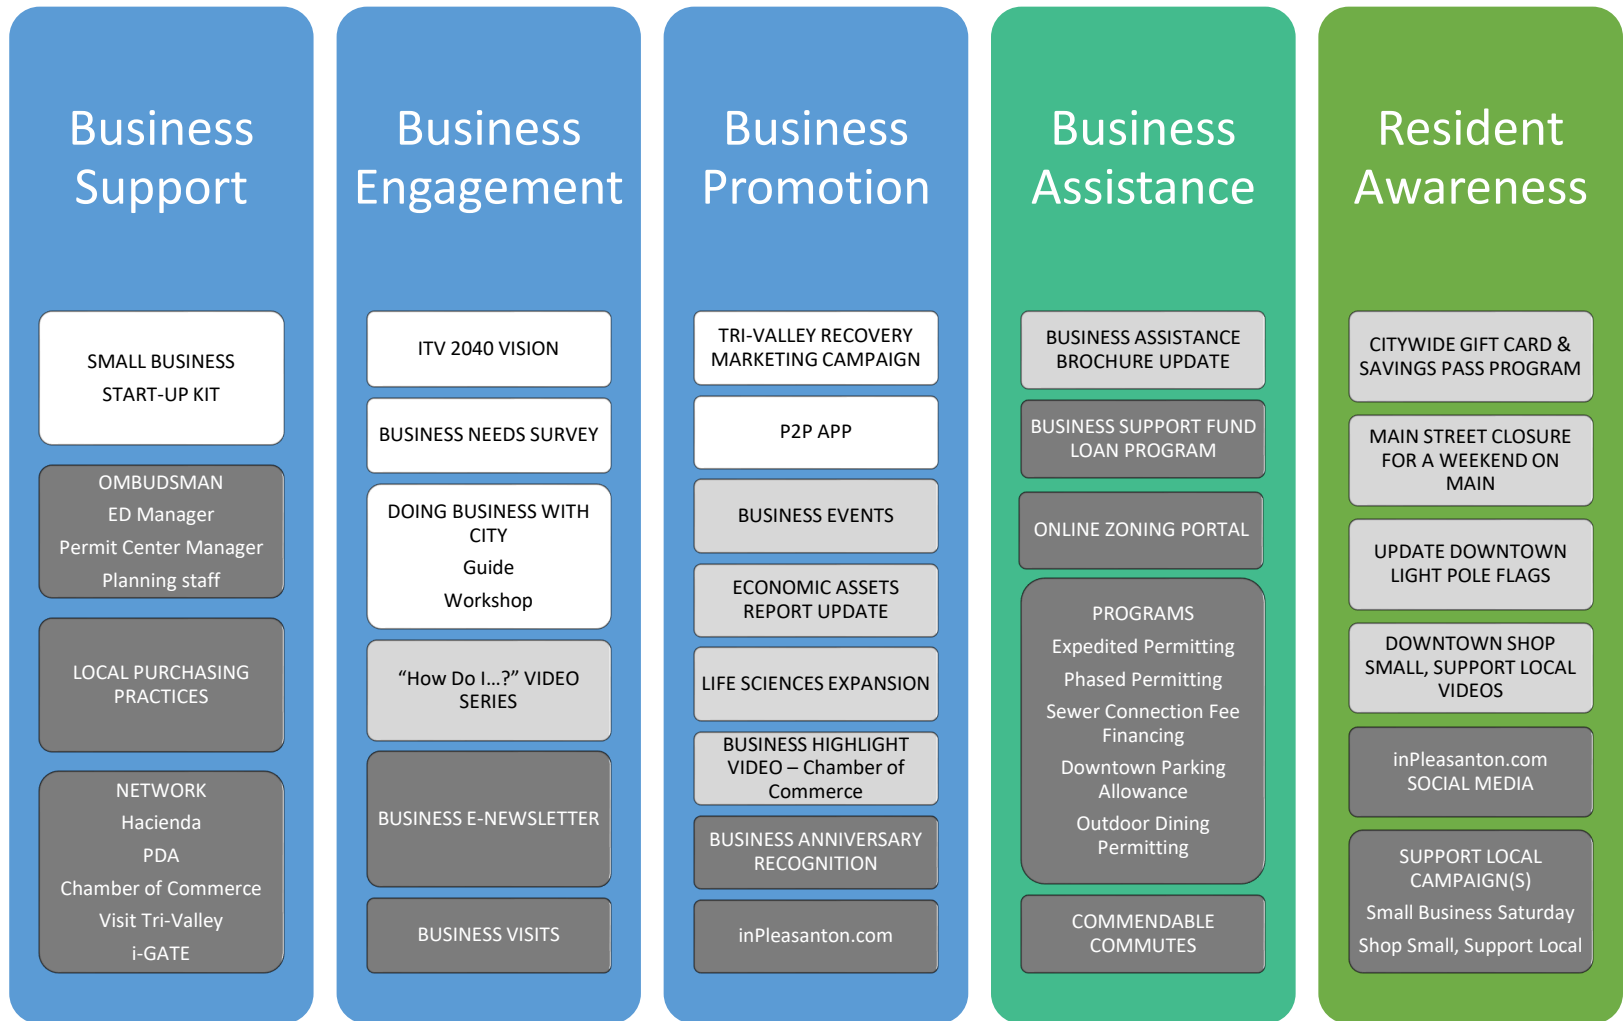 Business
Support
SMALL BUSINESS
START-UP KIT
OMBUDSMAN
ED Manager
Permit Center Manager
Planning staff
LOCAL PURCHASING
PRACTICES
NETWORK
Hacienda
PDA
Chamber of Commerce
Visit Tri-Valley
i-GATE
Business
Engagement
ITV 2040 VISION
BUSINESS NEEDS SURVEY
DOING BUSINESS WITH
CITY
Guide
Workshop
“How Do I…?” VIDEO
SERIES
BUSINESS E-NEWSLETTER
BUSINESS VISITS
Business
Promotion
TRI-VALLEY RECOVERY
MARKETING CAMPAIGN
P2P APP
BUSINESS EVENTS
ECONOMIC ASSETS
REPORT UPDATE
LIFE SCIENCES EXPANSION
BUSINESS HIGHLIGHT
VIDEO – Chamber of
Commerce
BUSINESS ANNIVERSARY
RECOGNITION
inPleasanton.com
Business
Assistance
BUSINESS ASSISTANCE
BROCHURE UPDATE
BUSINESS SUPPORT FUND
LOAN PROGRAM
ONLINE ZONING PORTAL
PROGRAMS
Expedited Permitting
Phased Permitting
Sewer Connection Fee
Financing
Downtown Parking
Allowance
Outdoor Dining
Permitting
COMMENDABLE
COMMUTES
Resident
Awareness
CITYWIDE GIFT CARD &
SAVINGS PASS PROGRAM
MAIN STREET CLOSURE
FOR A WEEKEND ON
MAIN
UPDATE DOWNTOWN
LIGHT POLE FLAGS
DOWNTOWN SHOP
SMALL, SUPPORT LOCAL
VIDEOS
inPleasanton.com
SOCIAL MEDIA
SUPPORT LOCAL
CAMPAIGN(S)
Small Business Saturday
Shop Small, Support Local